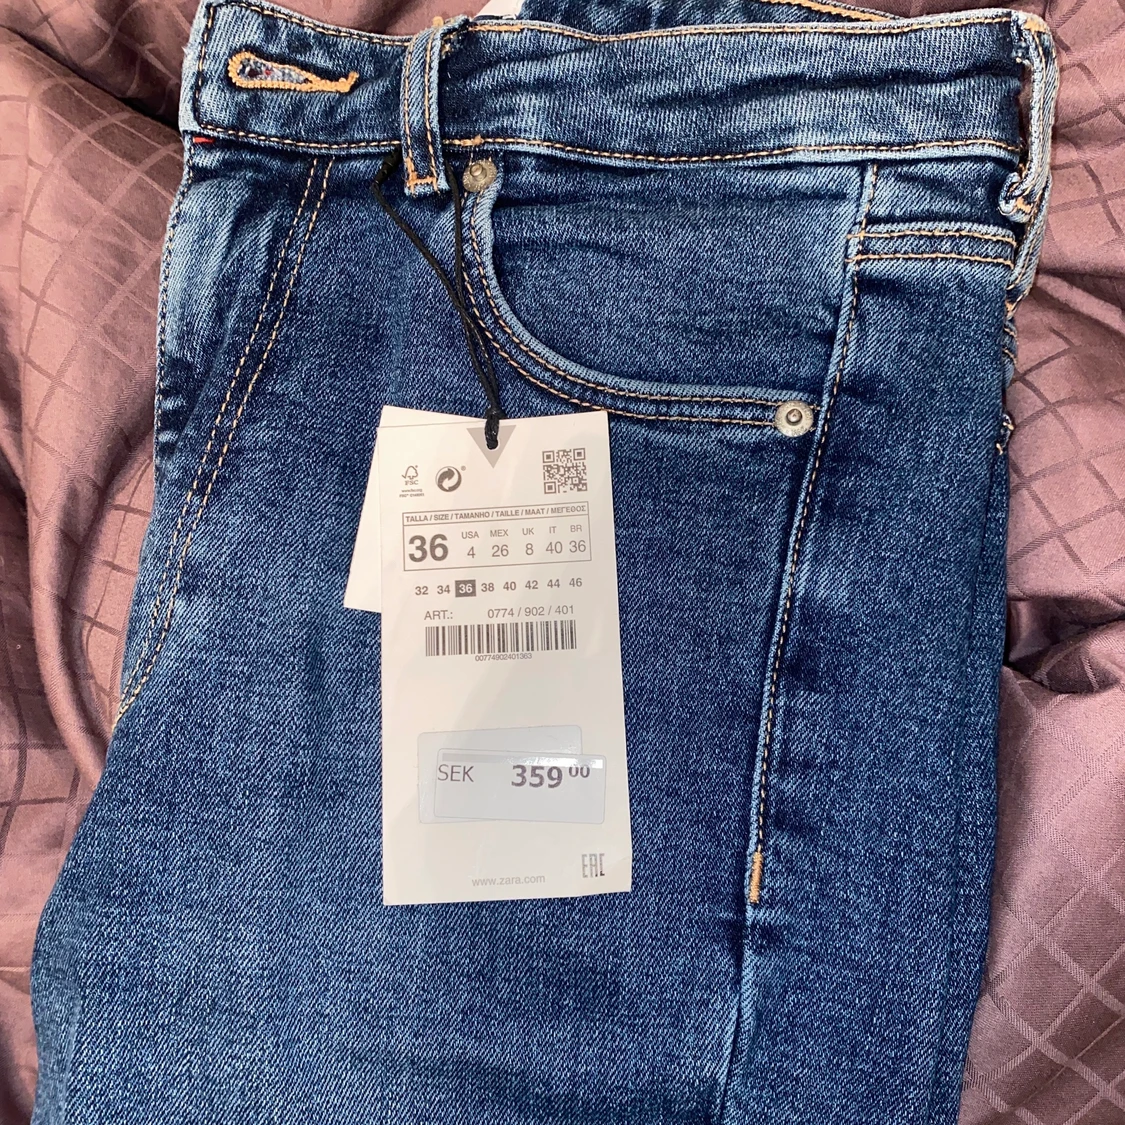 FSC
TALLA / SIZE / TAMANHO / TAILLE / MAAT / ΜΕΓΕΘΟΣ
36 USA 4 MEX 26 UK 8 IT 40 BR 36
32 34 36 38 40 42 44 46
ART.: 0774 / 902 / 401
00774902401363
SEK 359 00
EAC
www.zara.com